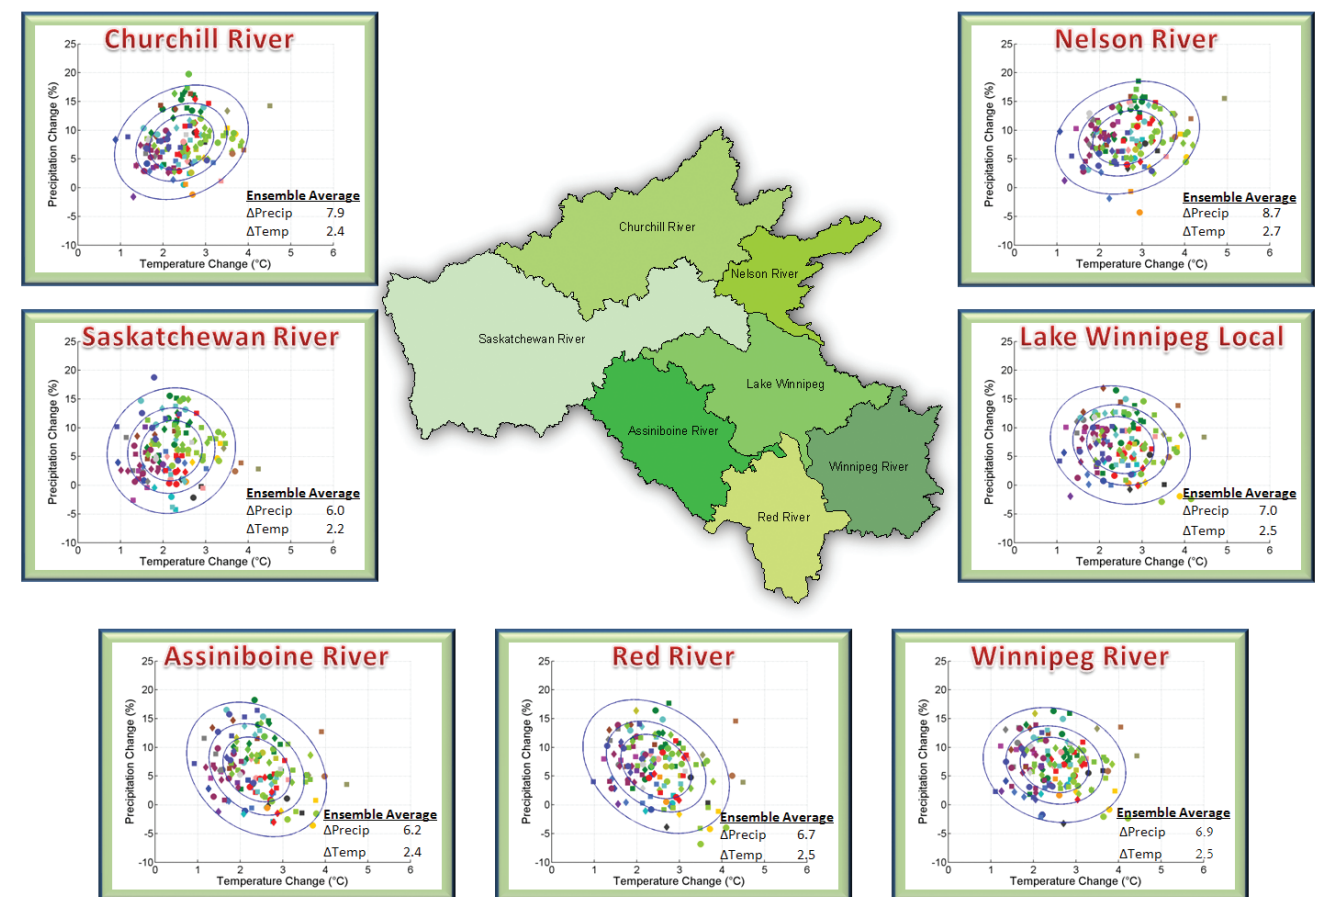 Churchill River
25
20
15
10
5
0
-5
-10
Precipitation Change (%)
0 1 2 3 4 5 6
Temperature Change (°C)
Ensemble Average
ΔPrecip 7.9
ΔTemp 2.4
Nelson River
25
20
15
10
5
0
-5
-10
Precipitation Change (%)
0 1 2 3 4 5 6
Temperature Change (°C)
Ensemble Average
ΔPrecip 8.7
ΔTemp 2.7
Churchill River
Nelson River
Saskatchewan River
Lake Winnipeg
Assiniboine River
Winnipeg River
Red River
Saskatchewan River
25
20
15
10
5
0
-5
-10
Precipitation Change (%)
0 1 2 3 4 5 6
Temperature Change (°C)
Ensemble Average
ΔPrecip 6.0
ΔTemp 2.2
Lake Winnipeg Local
25
20
15
10
5
0
-5
-10
Precipitation Change (%)
0 1 2 3 4 5 6
Temperature Change (°C)
Ensemble Average
ΔPrecip 7.0
ΔTemp 2.5
Assiniboine River
25
20
15
10
5
0
-5
-10
Precipitation Change (%)
0 1 2 3 4 5 6
Temperature Change (°C)
Ensemble Average
ΔPrecip 6.2
ΔTemp 2.4
Red River
25
20
15
10
5
0
-5
-10
Precipitation Change (%)
0 1 2 3 4 5 6
Temperature Change (°C)
Ensemble Average
ΔPrecip 6.7
ΔTemp 2,5
Winnipeg River
25
20
15
10
5
0
-5
-10
Precipitation Change (%)
0 1 2 3 4 5 6
Temperature Change (°C)
Ensemble Average
ΔPrecip 6.9
ΔTemp 2,5